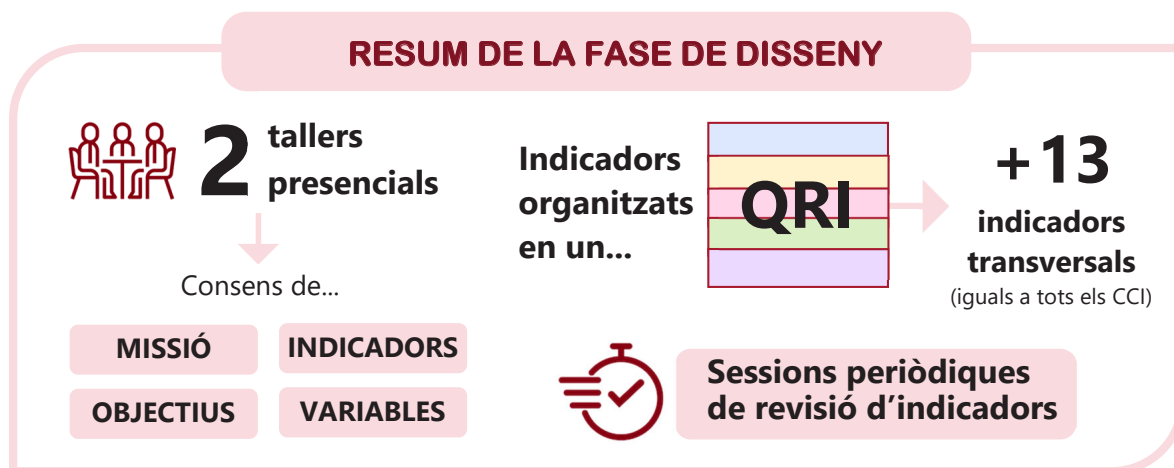 RESUM DE LA FASE DE DISSENY
2 tallers
presencials
Consens de...
MISSIÓ
INDICADORS
OBJECTIUS
VARIABLES
Indicadors
organitzats
en un...
QRI
+13
indicadors
transversals
(iguals a tots els CCI)
Sessions periòdiques
de revisió d’indicadors